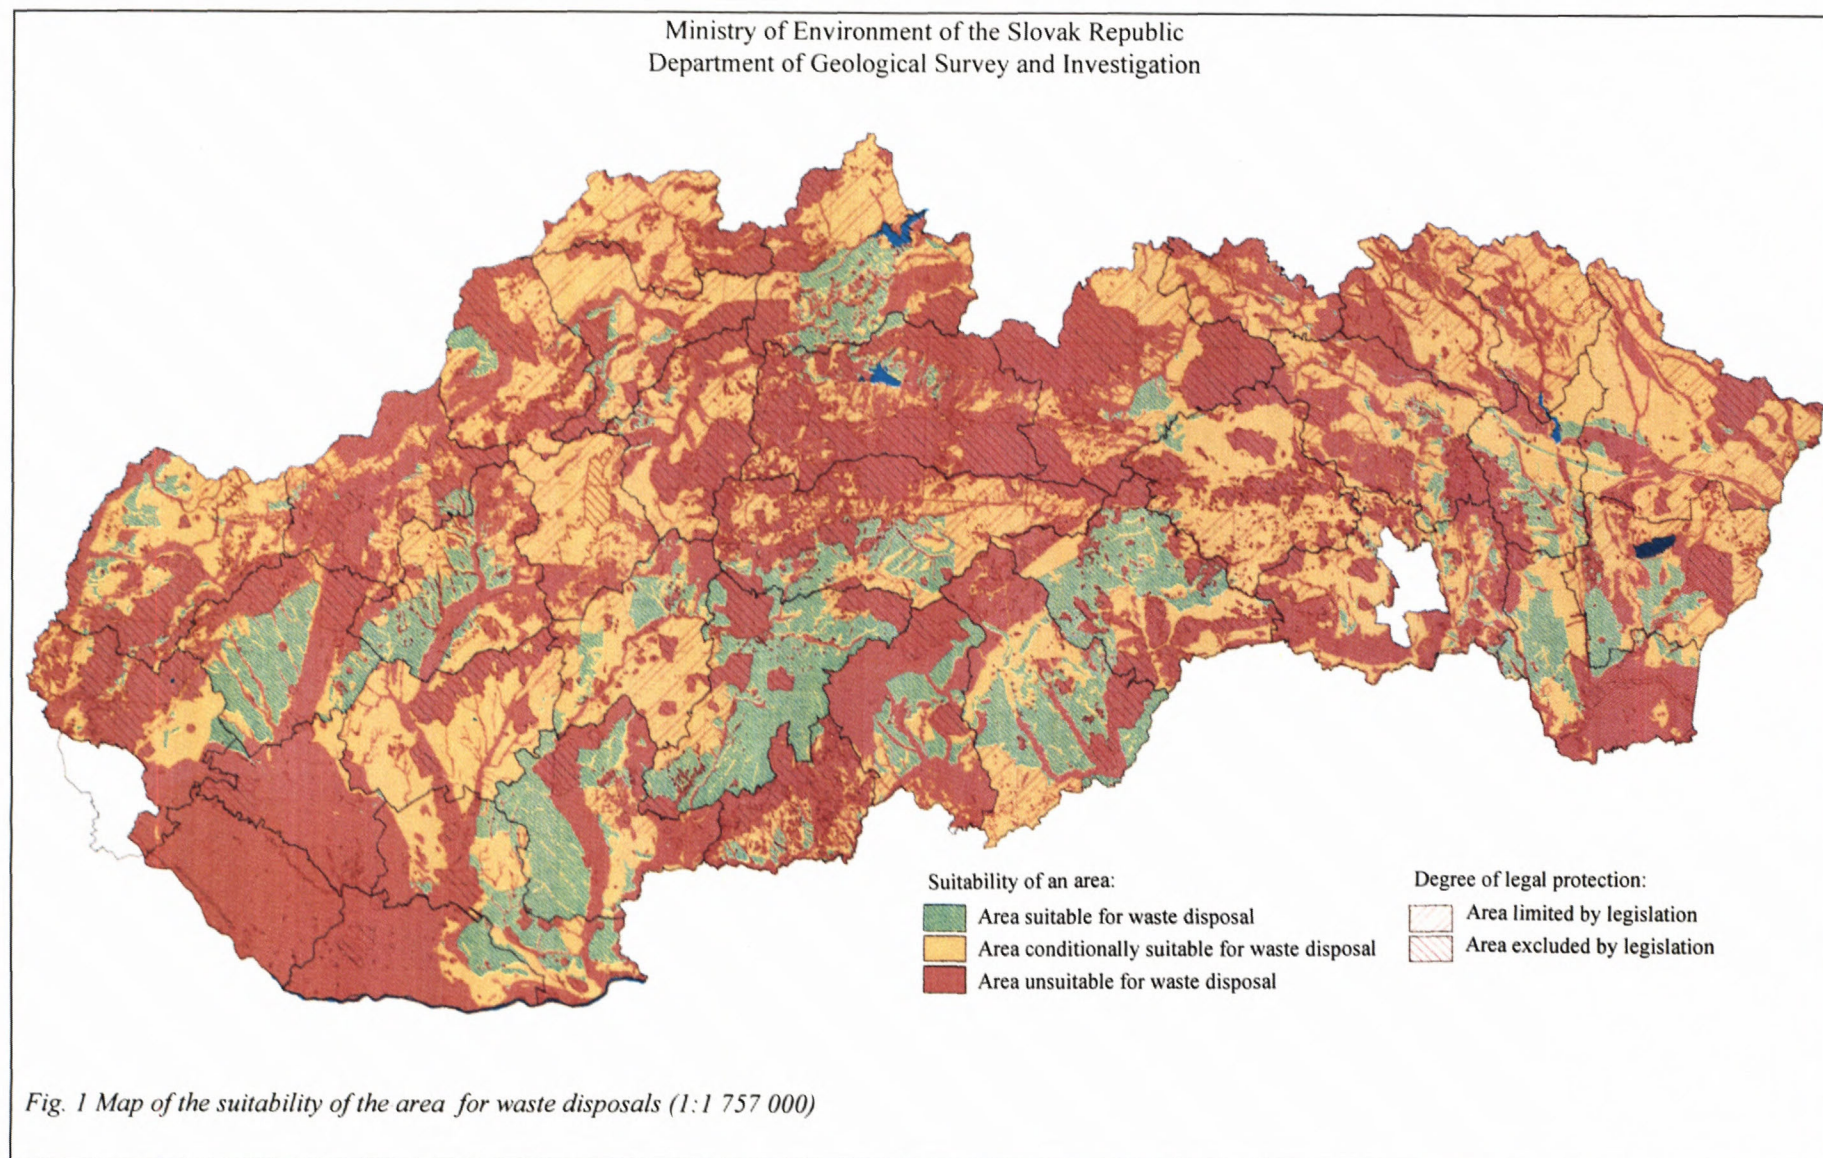 Ministry of Environment of the Slovak Republic
Department of Geological Survey and Investigation
Suitability of an area:
Area suitable for waste disposal
Area conditionally suitable for waste disposal
Area unsuitable for waste disposal
Degree of legal protection:
Area limited by legislation
Area excluded by legislation
Fig. 1 Map of the suitability of the area for waste disposals (1:1 757 000)